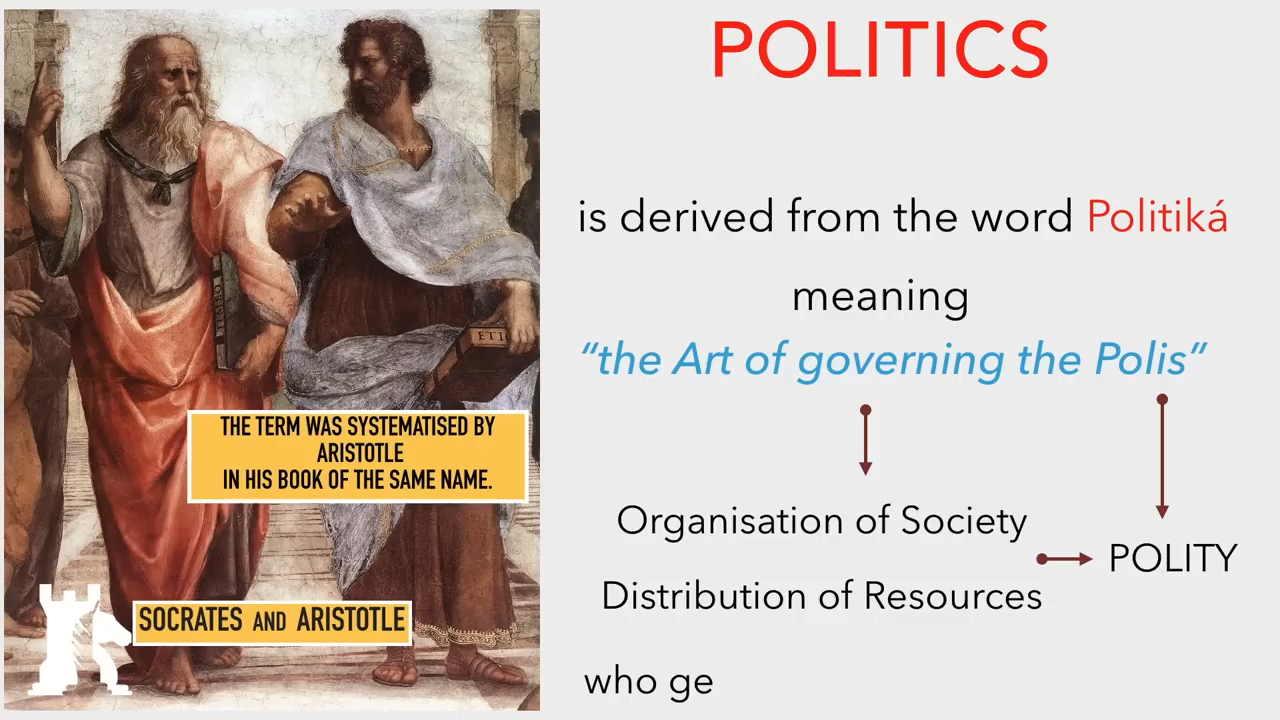 POLITICS
is derived from the word Politiká
meaning
“the Art of governing the Polis”
Organisation of Society
Distribution of Resources
POLITY
who ge
THE TERM WAS SYSTEMATISED BY
ARISTOTLE
IN HIS BOOK OF THE SAME NAME.
SOCRATES AND ARISTOTLE
ETI